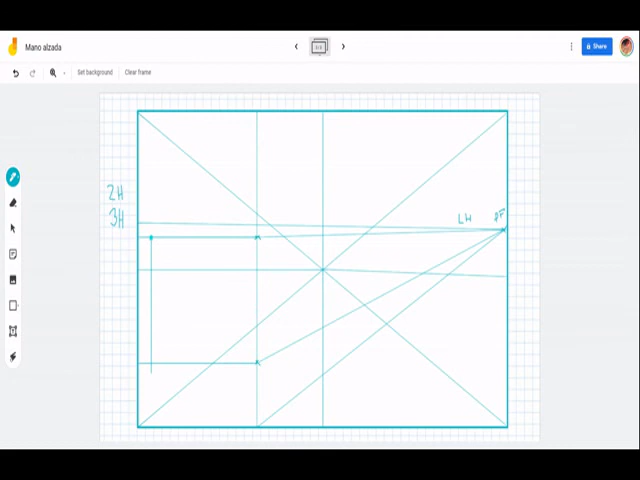 Mano alzada
Share
Set background
Clear frame
2H
3H
LH PF